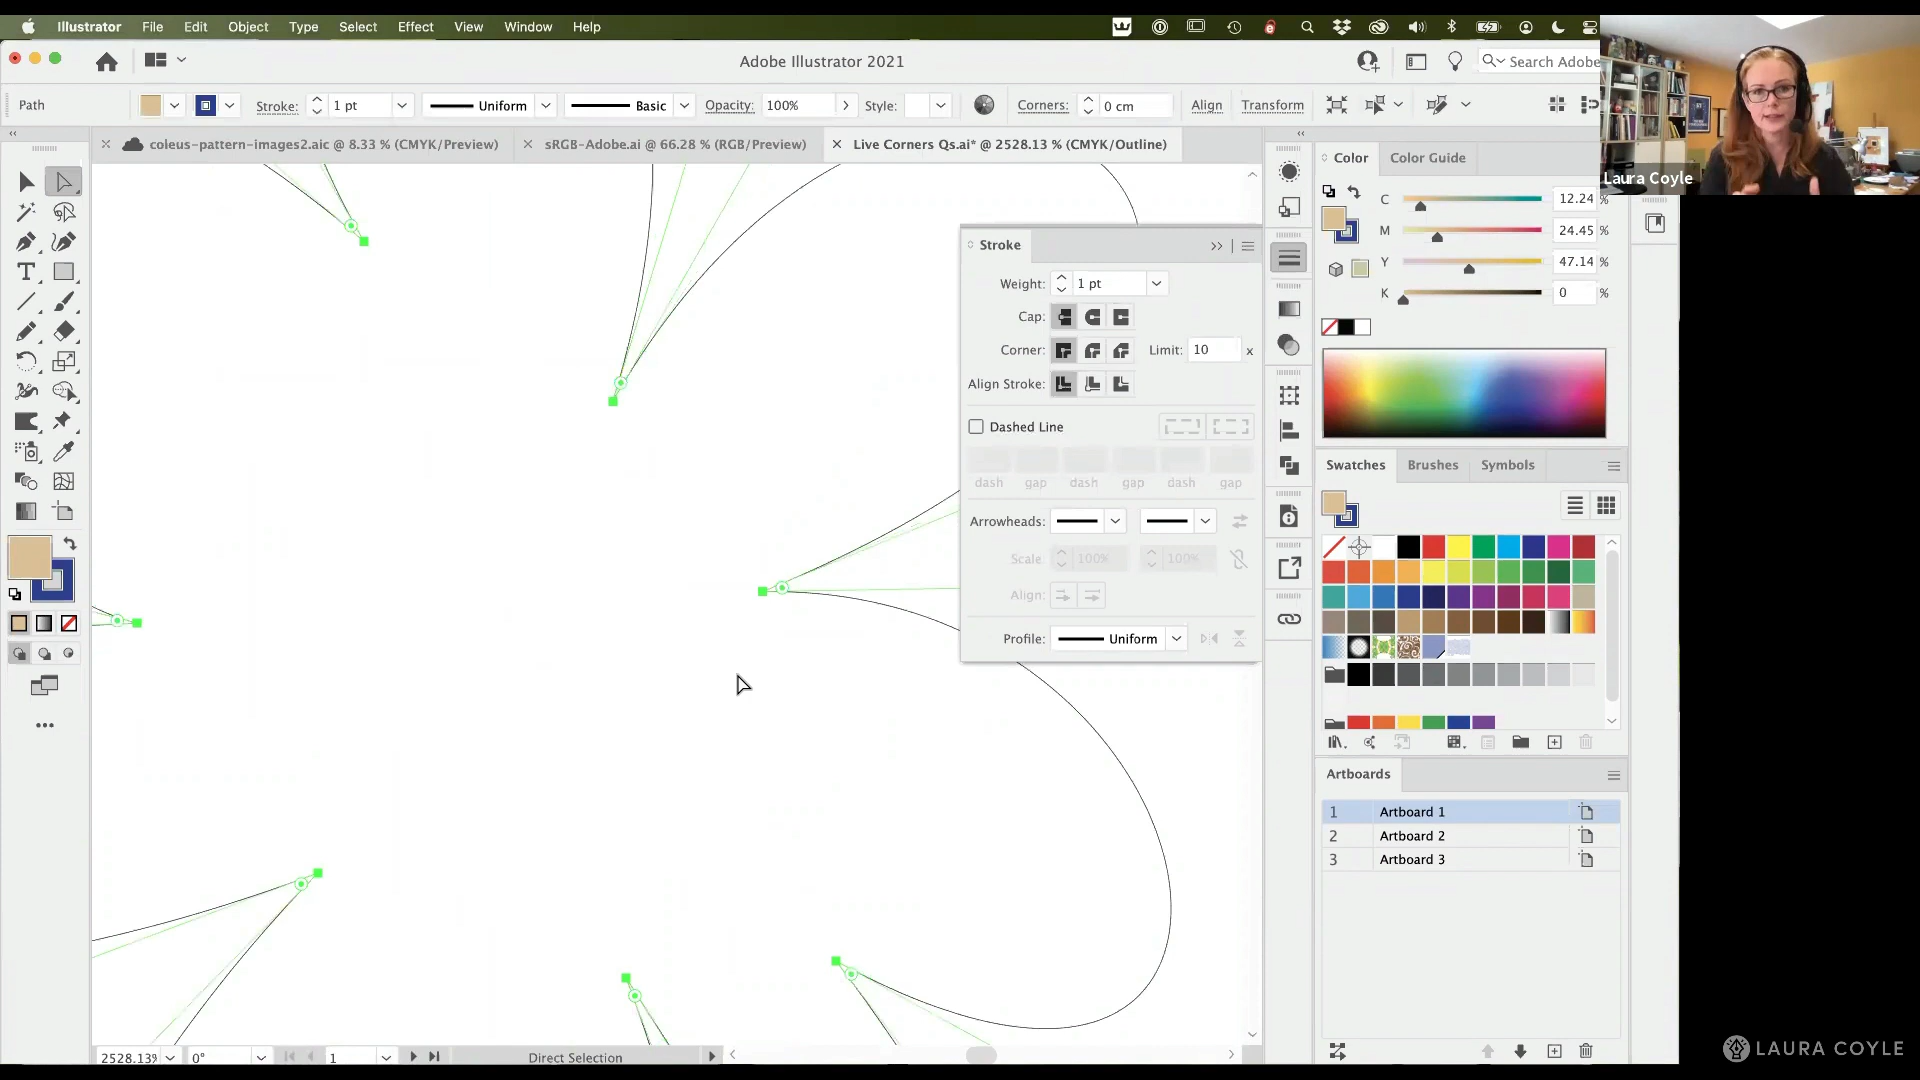 Illustrator File Edit Object Type Select Effect View Window Help
Adobe Illustrator 2021
Search Adobe
Path Stroke: 1 pt Uniform Basic Opacity: 100% Style: Corners: 0 cm Align Transform
coleus-pattern-images2.aic @ 8.33 % (CMYK/Preview) sRGB-Adobe.ai @ 66.28 % (RGB/Preview) Live Corners Qs.ai* @ 2528.13 % (CMYK/Outline)
Laura Coyle
Color Color Guide
C 12.24 %
M 24.45 %
Y 47.14 %
K 0 %
Stroke
Weight: 1 pt
Cap:
Corner: Limit: 10 x
Align Stroke:
Dashed Line
dash gap dash gap dash gap
Arrowheads:
Scale: 100% 100%
Align:
Profile: Uniform
Swatches Brushes Symbols
Artboards
1 Artboard 1
2 Artboard 2
3 Artboard 3
2528.13% 0° 1 Direct Selection
LAURA COYLE